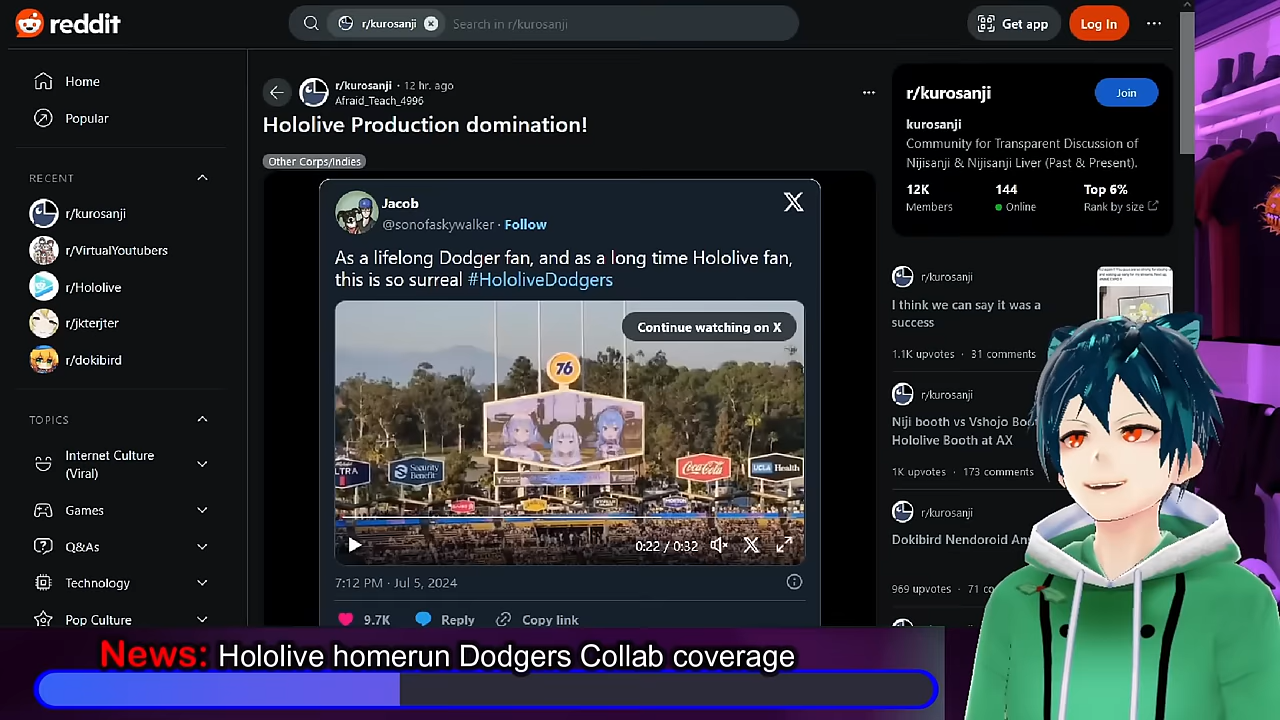 reddit
r/kurosanji
Search in r/kurosanji
Get app
Log In
Home
Popular
RECENT
r/kurosanji
r/VirtualYoutubers
r/Hololive
r/jkterjter
r/dokibird
TOPICS
Internet Culture
(Viral)
Games
Q&As
Technology
Pop Culture
r/kurosanji · 12 hr. ago
Afraid_Teach_4996
Hololive Production domination!
Other Corps/Indies
Jacob
@sonofaskywalker · Follow
As a lifelong Dodger fan, and as a long time Hololive fan,
this is so surreal #HololiveDodgers
Continue watching on X
76
LTRA
Security
Benefit
Coca-Cola
UCLA Health
0:22 / 0:32
7:12 PM · Jul 5, 2024
9.7K
Reply
Copy link
r/kurosanji
Join
kurosanji
Community for Transparent Discussion of
Nijisanji & Nijisanji Liver (Past & Present).
12K
144
Top 6%
Members
Online
Rank by size
r/kurosanji
I think we can say it was a
success
1.1K upvotes · 31 comments
r/kurosanji
Niji booth vs Vshojo Boo
Hololive Booth at AX
1K upvotes · 173 comments
r/kurosanji
Dokibird Nendoroid An
969 upvotes · 71 co
News: Hololive homerun Dodgers Collab coverage